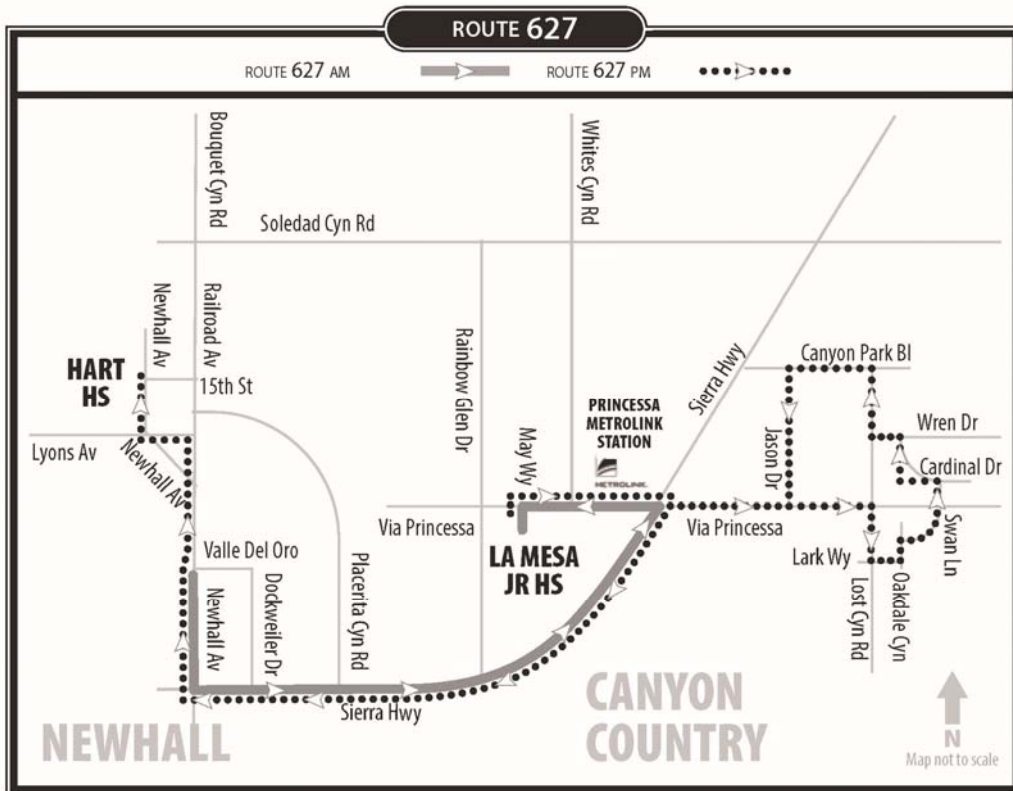 ROUTE 627
ROUTE 627 AM
ROUTE 627 PM
Bouquet Cyn Rd
Whites Cyn Rd
Soledad Cyn Rd
Newhall Av
Railroad Av
Rainbow Glen Dr
Sierra Hwy
Canyon Park Bl
HART
HS
15th St
PRINCESSA
METROLINK
STATION
METROLINK.
May Wy
Jason Dr
Wren Dr
Lyons Av
Newhall Av
Cardinal Dr
Via Princessa
Via Princessa
LA MESA
JR HS
Swan Ln
Lark Wy
Valle Del Oro
Newhall Av
Dockweiler Dr
Placerita Cyn Rd
Lost Cyn Rd
Oakdale Cyn
Sierra Hwy
CANYON
COUNTRY
NEWHALL
N
Map not to scale